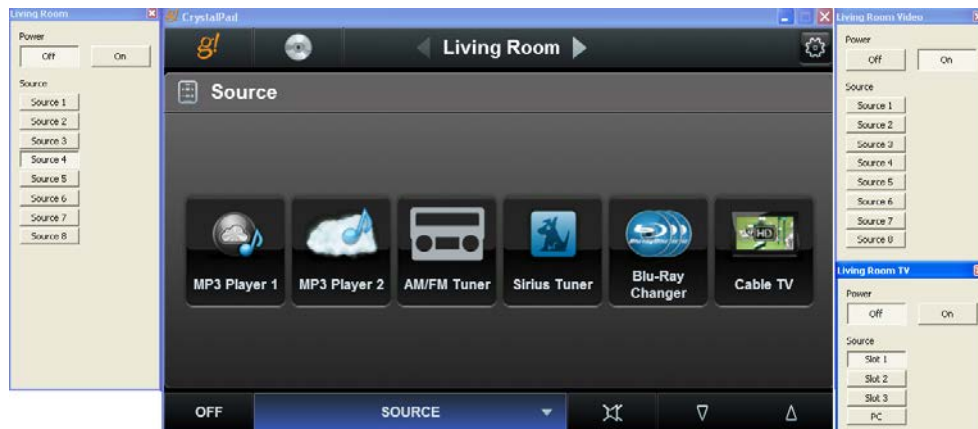 Living Room
Power
Off On
Source
Source 1
Source 2
Source 3
Source 4
Source 5
Source 6
Source 7
Source 8
CrystalPad
g!
Living Room
Source
MP3 Player 1
MP3 Player 2
AM/FM Tuner
Sirius Tuner
Blu-Ray
Changer
HD
Cable TV
OFF
SOURCE
Living Room Video
Power
Off On
Source
Source 1
Source 2
Source 3
Source 4
Source 5
Source 6
Source 7
Source 8
Living Room TV
Power
Off On
Source
Slot 1
Slot 2
Slot 3
PC